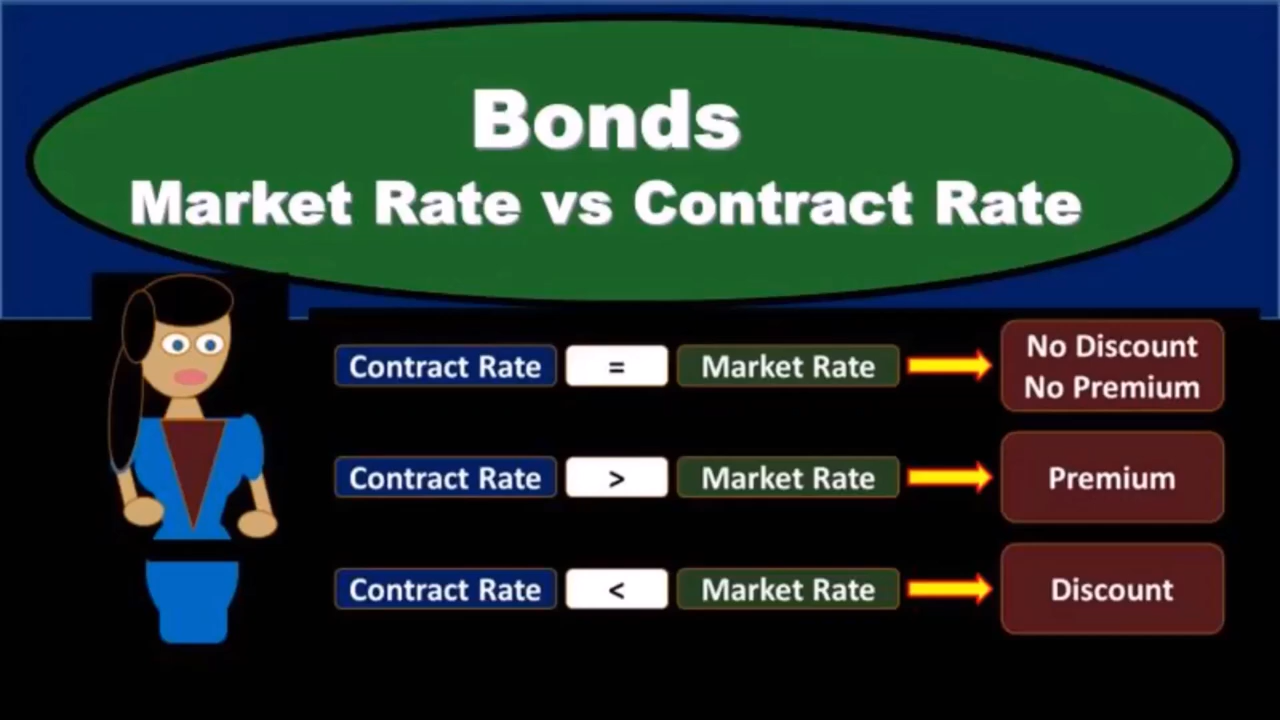 Bonds
Market Rate vs Contract Rate
Contract Rate = Market Rate No Discount
No Premium
Contract Rate > Market Rate Premium
Contract Rate < Market Rate Discount